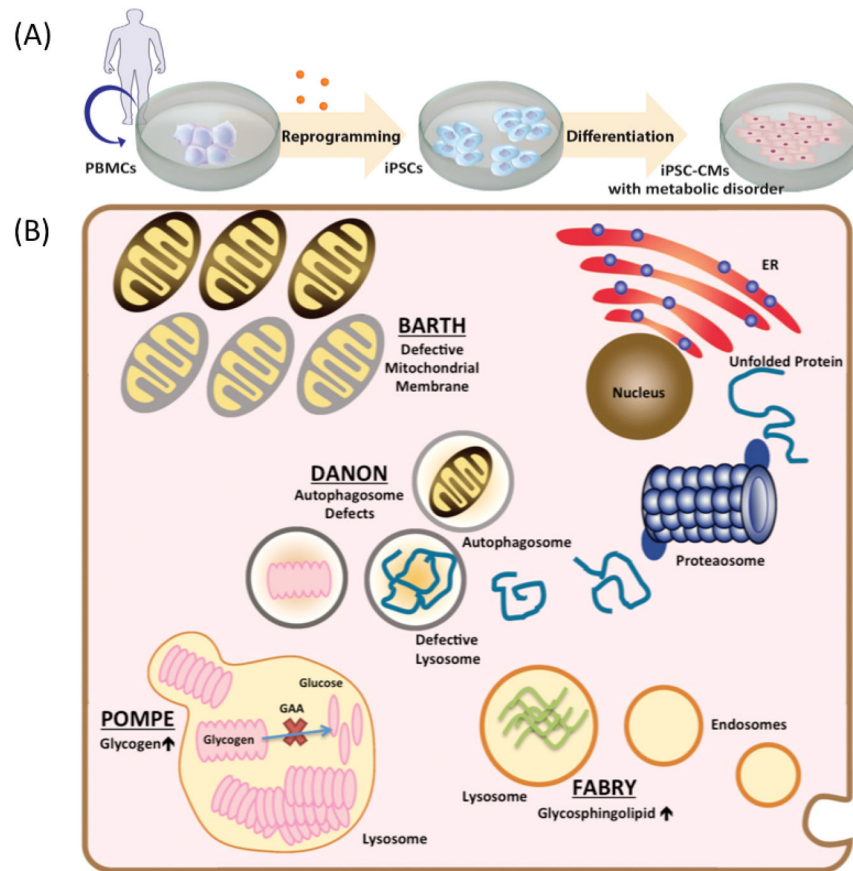 (A)
PBMCs
Reprogramming
iPSCs
Differentiation
iPSC-CMs
with metabolic disorder
(B)
BARTH
Defective
Mitochondrial
Membrane
ER
Nucleus
Unfolded Protein
DANON
Autophagosome
Defects
Autophagosome
Proteaosome
Defective
Lysosome
POMPE
Glycogen↑
Glycogen
GAA
Glucose
Lysosome
Lysosome
FABRY
Glycosphingolipid ↑
Endosomes